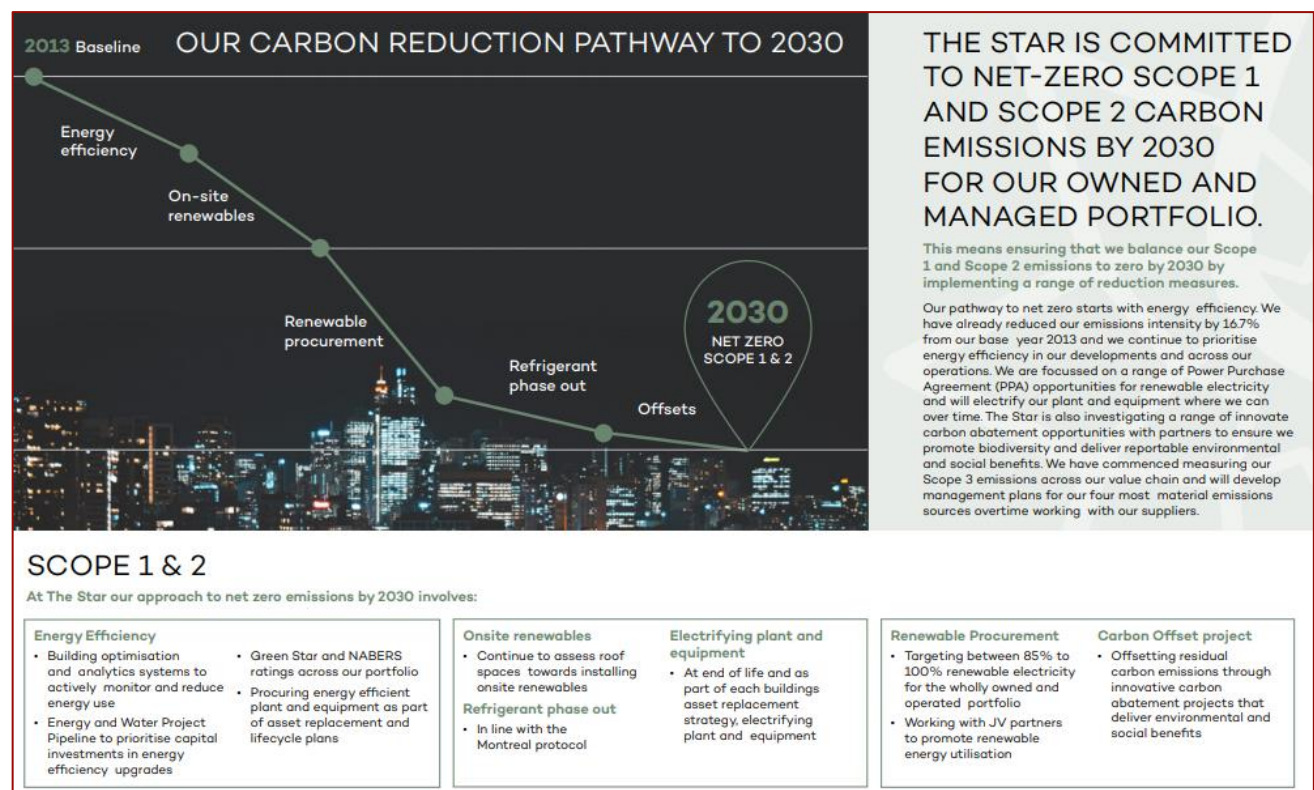 2013 Baseline
OUR CARBON REDUCTION PATHWAY TO 2030
Energy
efficiency
On-site
renewables
Renewable
procurement
Refrigerant
phase out
Offsets
2030
NET ZERO
SCOPE 1 & 2
THE STAR IS COMMITTED
TO NET-ZERO SCOPE 1
AND SCOPE 2 CARBON
EMISSIONS BY 2030
FOR OUR OWNED AND
MANAGED PORTFOLIO.
This means ensuring that we balance our Scope
1 and Scope 2 emissions to zero by 2030 by
implementing a range of reduction measures.
Our pathway to net zero starts with energy efficiency. We
have already reduced our emissions intensity by 16.7%
from our base year 2013 and we continue to prioritise
energy efficiency in our developments and across our
operations. We are focussed on a range of Power Purchase
Agreement (PPA) opportunities for renewable electricity
and will electrify our plant and equipment where we can
over time. The Star is also investigating a range of innovate
carbon abatement opportunities with partners to ensure we
promote biodiversity and deliver reportable environmental
and social benefits. We have commenced measuring our
Scope 3 emissions across our value chain and will develop
management plans for our four most material emissions
sources overtime working with our suppliers.
SCOPE 1 & 2
At The Star our approach to net zero emissions by 2030 involves:
Energy Efficiency
• Building optimisation
and analytics systems to
actively monitor and reduce
energy use
• Energy and Water Project
Pipeline to prioritise capital
investments in energy
efficiency upgrades
• Green Star and NABERS
ratings across our portfolio
• Procuring energy efficient
plant and equipment as part
of asset replacement and
lifecycle plans
Onsite renewables
• Continue to assess roof
spaces towards installing
onsite renewables
Refrigerant phase out
• In line with the
Montreal protocol
Electrifying plant and
equipment
• At end of life and as
part of each buildings
asset replacement
strategy, electrifying
plant and equipment
Renewable Procurement
• Targeting between 85% to
100% renewable electricity
for the wholly owned and
operated portfolio
• Working with JV partners
to promote renewable
energy utilisation
Carbon Offset project
• Offsetting residual
carbon emissions through
innovative carbon
abatement projects that
deliver environmental and
social benefits